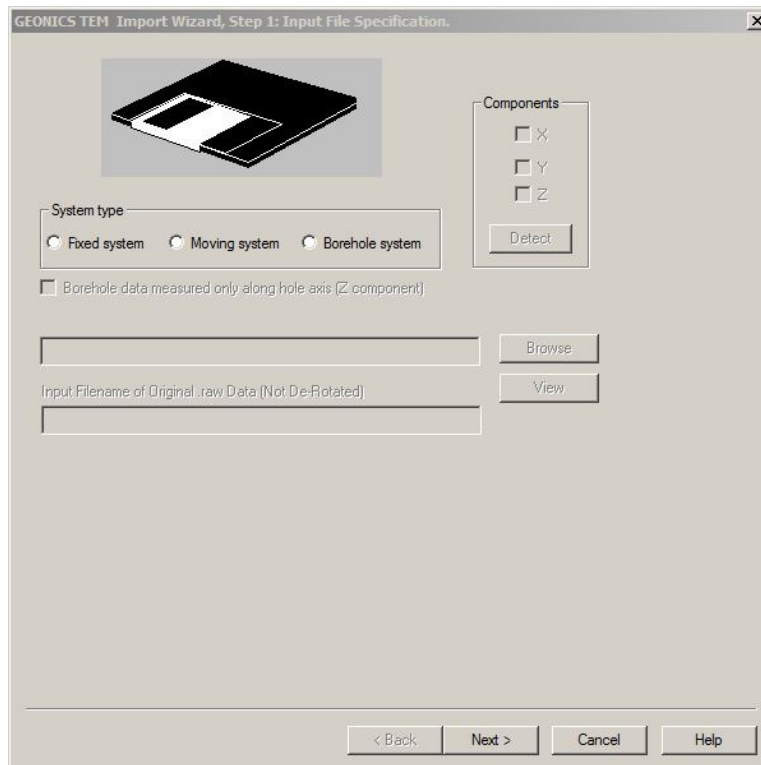 GEONICS TEM Import Wizard, Step 1: Input File Specification.
Components
X
Y
Z
Detect
System type
Fixed system Moving system Borehole system
Borehole data measured only along hole axis (Z component)
Browse
Input Filename of Original .raw Data (Not De-Rotated)
View
< Back Next > Cancel Help